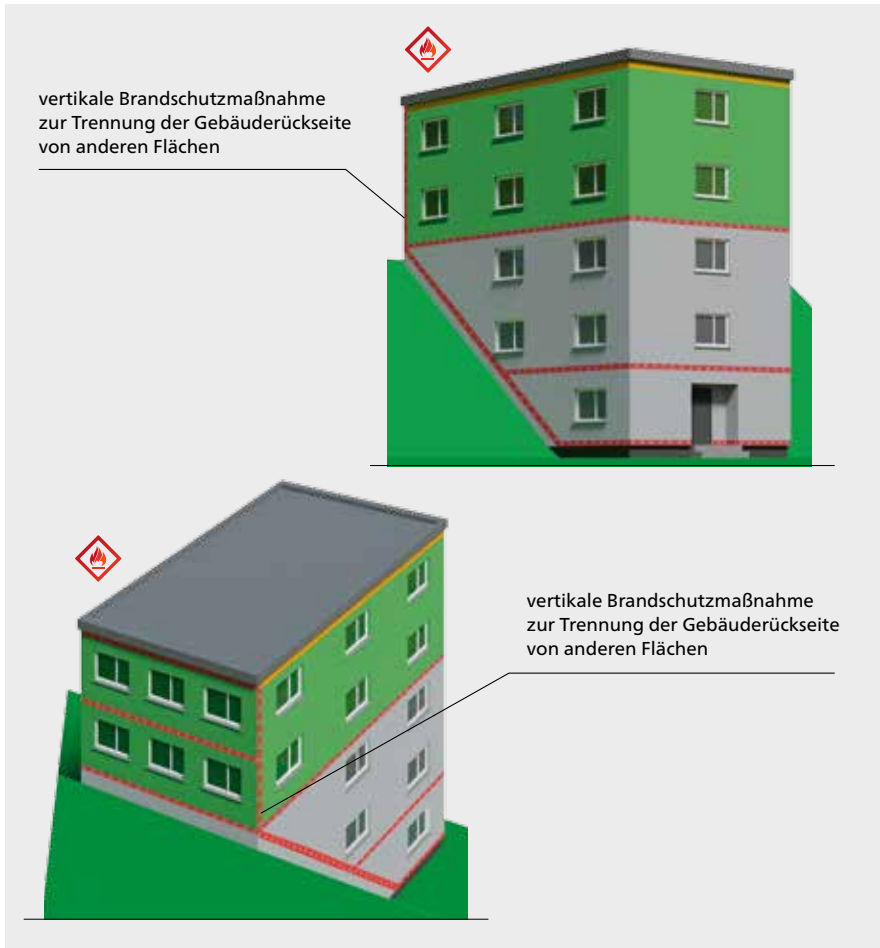 vertikale Brandschutzmaßnahme
zur Trennung der Gebäuderückseite
von anderen Flächen
vertikale Brandschutzmaßnahme
zur Trennung der Gebäuderückseite
von anderen Flächen